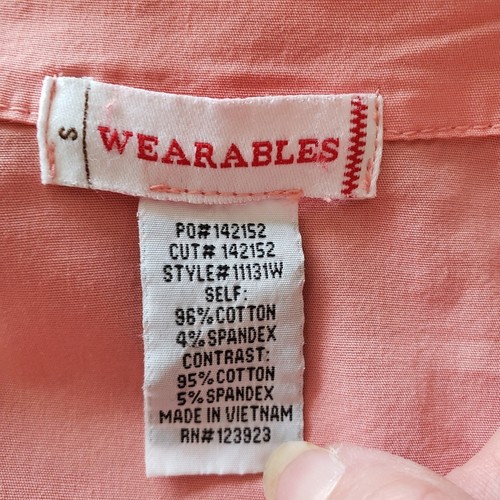 S
WEARABLES
PO#142152
CUT# 142152
STYLE#11131W
SELF:
96% COTTON
4% SPANDEX
CONTRAST:
95% COTTON
5% SPANDEX
MADE IN VIETNAM
RN#123923